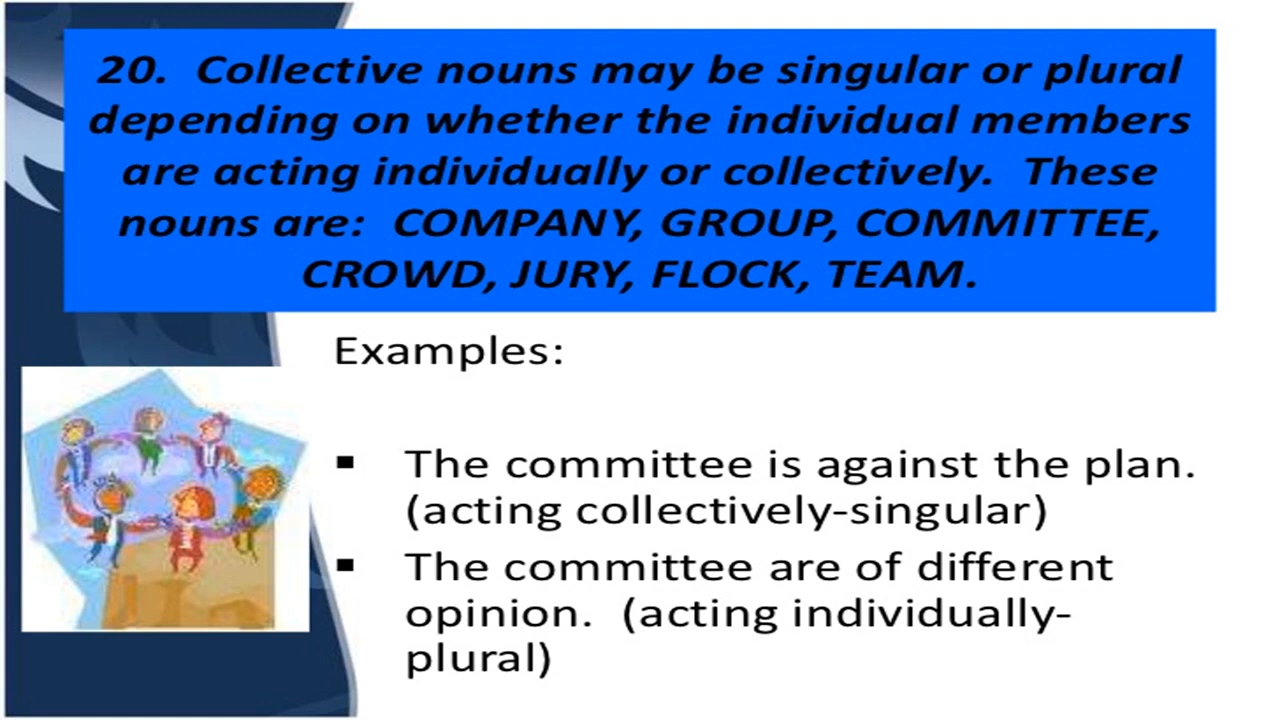 20.  Collective nouns may be singular or plural
depending on whether the individual members
are acting individually or collectively.  These
nouns are:  COMPANY, GROUP, COMMITTEE,
CROWD, JURY, FLOCK, TEAM.
Examples:
▪ The committee is against the plan.
(acting collectively-singular)
▪ The committee are of different
opinion.  (acting individually-
plural)